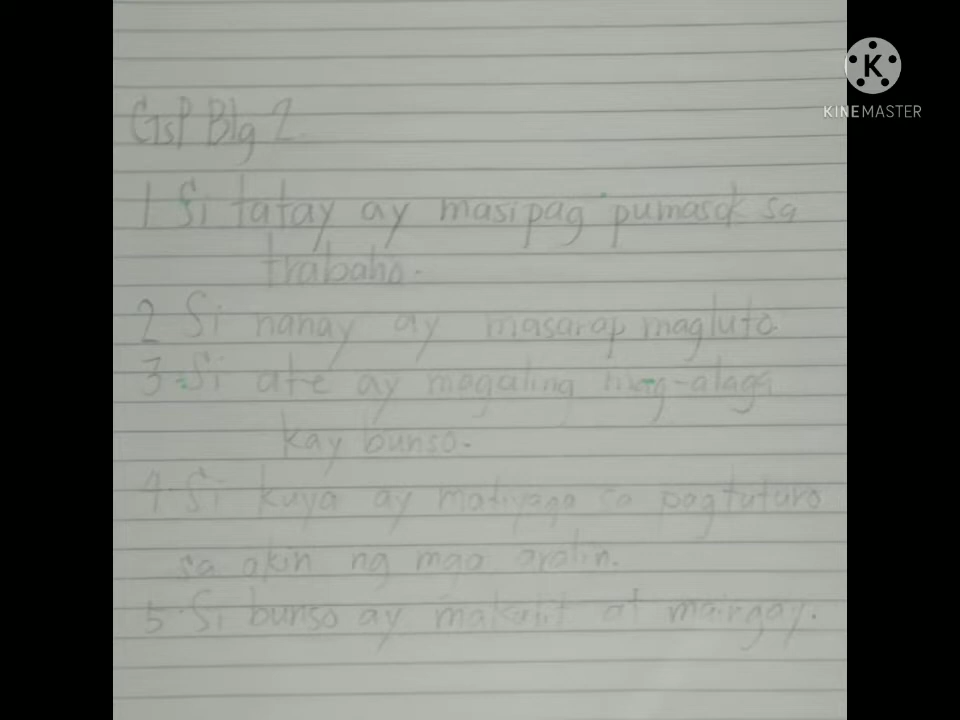 GSP Blg 2
1 Si tatay ay masipag pumasok sa
trabaho.
2 Si nanay ay masarap magluto.
3. Si ate ay magaling mag-alaga
kay bunso.
4. Si kuya ay matiyaga sa pagtuturo
sa akin ng mga aralin.
5. Si bunso ay makulit at maingay.
K
KINEMASTER